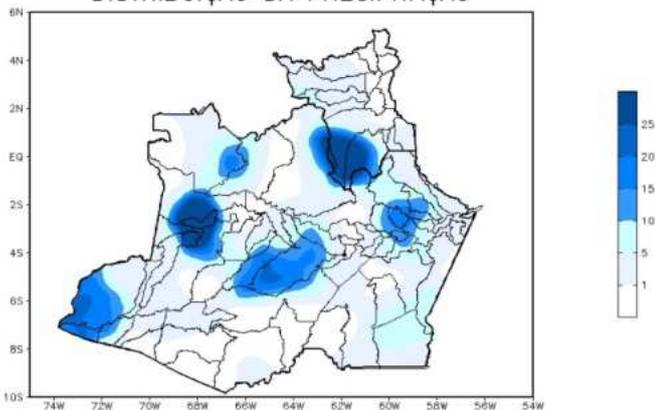 DISTRIBUIÇÃO DA PRECIPITAÇÃO
6N
4N
2N
EQ
2S
4S
6S
8S
10S
74W 72W 70W 68W 66W 64W 62W 60W 58W 56W 54W
25
20
15
10
5
1